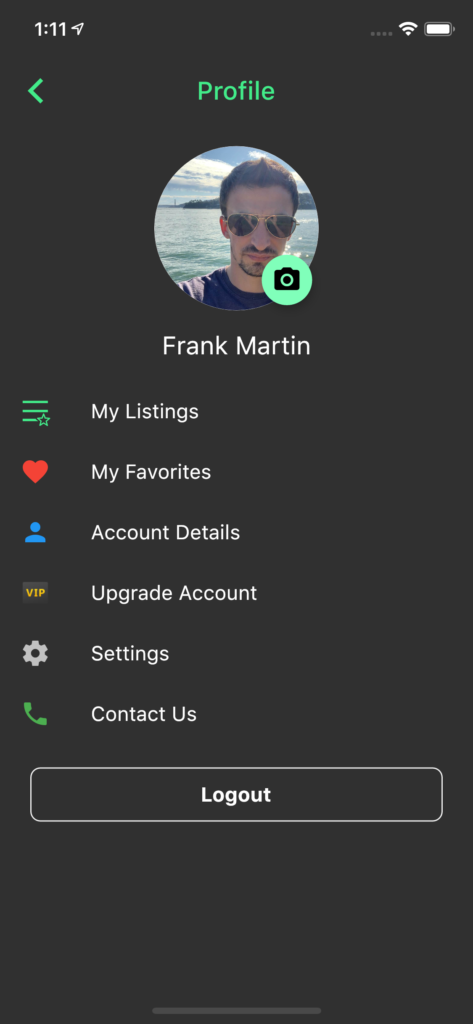 1:11
Profile
Frank Martin
My Listings
My Favorites
Account Details
VIP
Upgrade Account
Settings
Contact Us
Logout